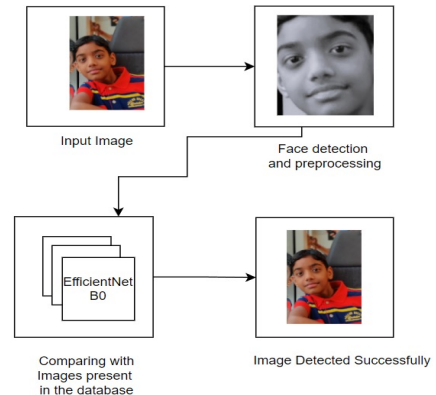 Input Image
Face detection
and preprocessing
EfficientNet
B0
Comparing with
Images present
in the database
Image Detected Successfully